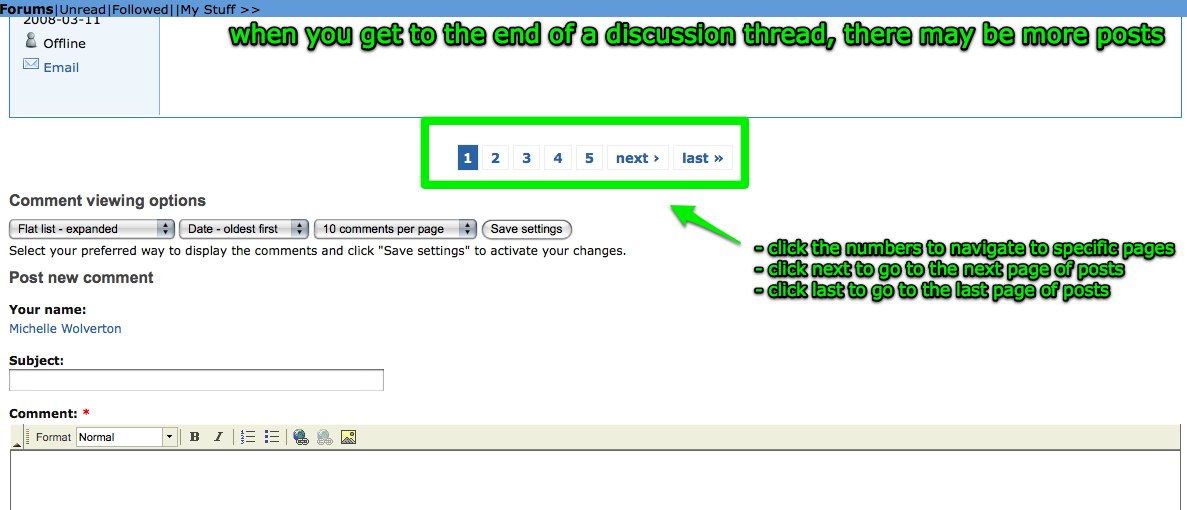 Forums|Unread|Followed||My Stuff >>
2008-03-11
when you get to the end of a discussion thread, there may be more posts
Offline
Email
1 2 3 4 5 next › last »
Comment viewing options
Flat list - expanded Date - oldest first 10 comments per page Save settings
Select your preferred way to display the comments and click "Save settings" to activate your changes.
- click the numbers to navigate to specific pages
- click next to go to the next page of posts
- click last to go to the last page of posts
Post new comment
Your name:
Michelle Wolverton
Subject:
Comment: *
Format Normal B I